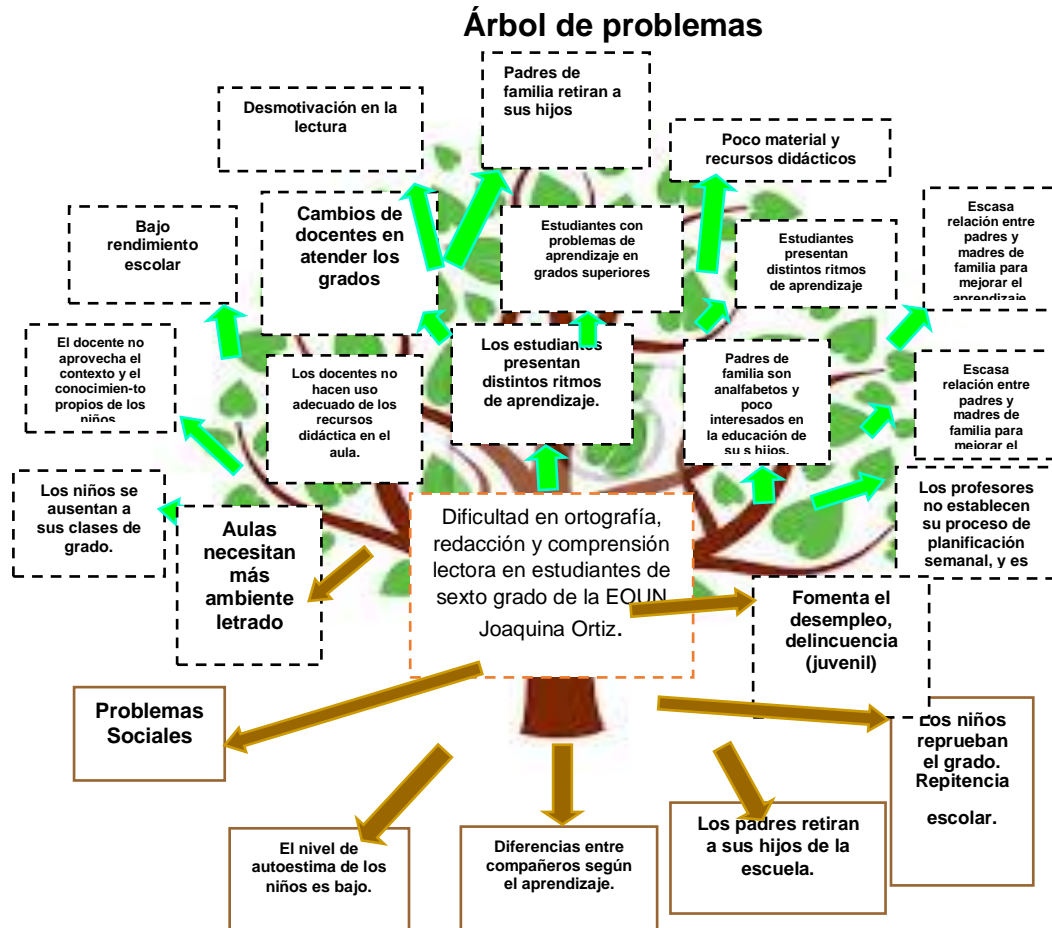 Árbol de problemas
Padres de
familia retiran a
sus hijos
Desmotivación en la
lectura
Poco material y
recursos didácticos
Cambios de
docentes en
atender los
grados
Estudiantes con
problemas de
aprendizaje en
grados superiores
Estudiantes
presentan
distintos ritmos
de aprendizaje
Escasa
relación entre
padres y
madres de
familia para
mejorar el
aprendizaje
Bajo
rendimiento
escolar
El docente no
aprovecha el
contexto y el
conocimien-to
propios de los
niños
Los docentes no
hacen uso
adecuado de los
recursos
didáctica en el
aula.
Los estudiantes
presentan
distintos ritmos
de aprendizaje.
Padres de
familia son
analfabetos y
poco
interesados en
la educación de
su s hijos.
Escasa
relación entre
padres y
madres de
familia para
mejorar el
Los niños se
ausentan a
sus clases de
grado.
Aulas
necesitan
más
ambiente
letrado
Dificultad en ortografía,
redacción y comprensión
lectora en estudiantes de
sexto grado de la EOUN
Joaquina Ortiz.
Los profesores
no establecen
su proceso de
planificación
semanal, y es
Fomenta el
desempleo,
delincuencia
(juvenil)
Problemas
Sociales
Los niños
reprueban
el grado.
Repitencia
escolar.
El nivel de
autoestima de los
niños es bajo.
Diferencias entre
compañeros según
el aprendizaje.
Los padres retiran
a sus hijos de la
escuela.